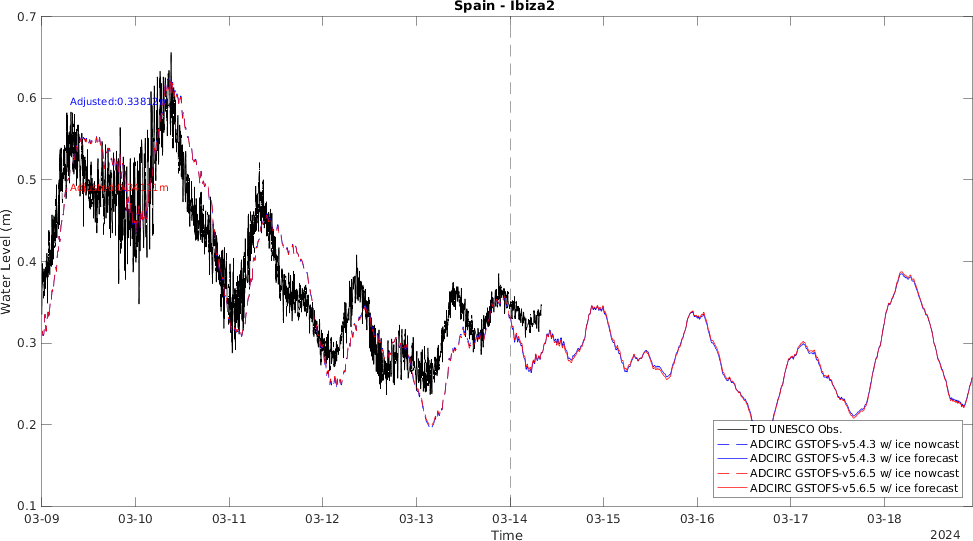 Spain - Ibiza2
0.7
0.6
0.5
0.4
0.3
0.2
0.1
Water Level (m)
03-09
03-10
03-11
03-12
03-13
03-14
03-15
03-16
03-17
03-18
Time
2024
TD UNESCO Obs.
ADCIRC GSTOFS-v5.4.3 w/ ice nowcast
ADCIRC GSTOFS-v5.4.3 w/ ice forecast
ADCIRC GSTOFS-v5.6.5 w/ ice nowcast
ADCIRC GSTOFS-v5.6.5 w/ ice forecast